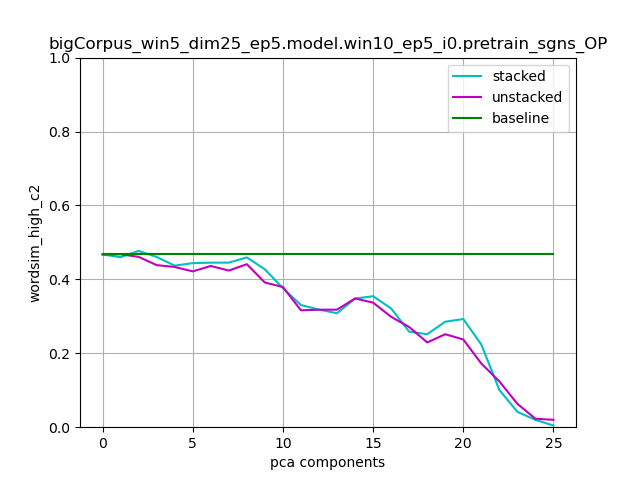 bigCorpus_win5_dim25_ep5.model.win10_ep5_i0.pretrain_sgns_OP
1.0
0.8
0.6
0.4
0.2
0.0
wordsim_high_c2
stacked
unstacked
baseline
0 5 10 15 20 25
pca components